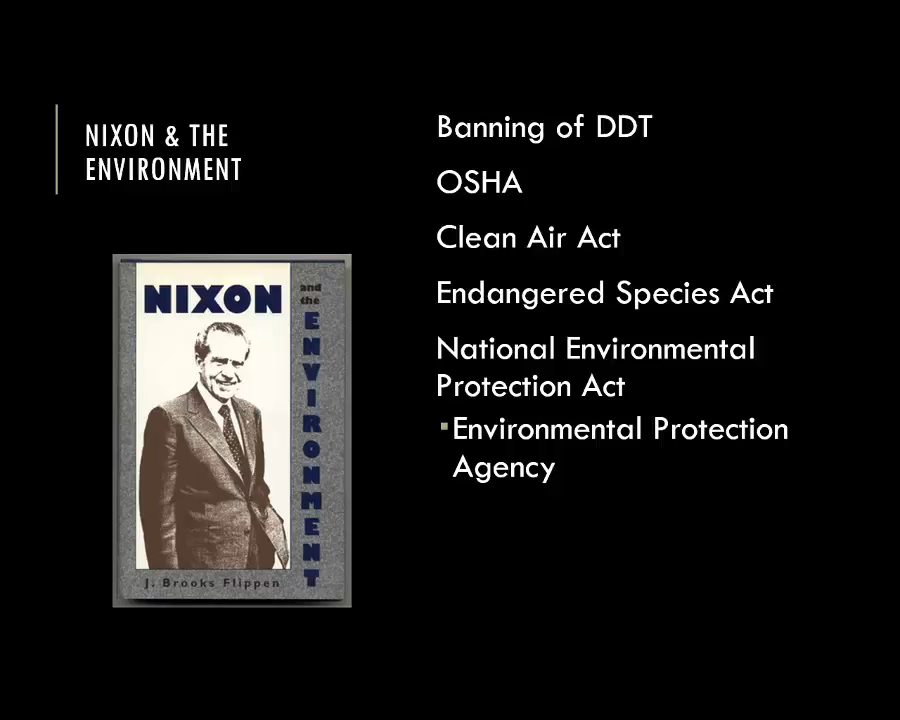 NIXON & THE
ENVIRONMENT
Banning of DDT
OSHA
Clean Air Act
Endangered Species Act
National Environmental
Protection Act
▪Environmental Protection
Agency
NIXON
and
the
ENVIRONMENT
J. Brooks Flippen